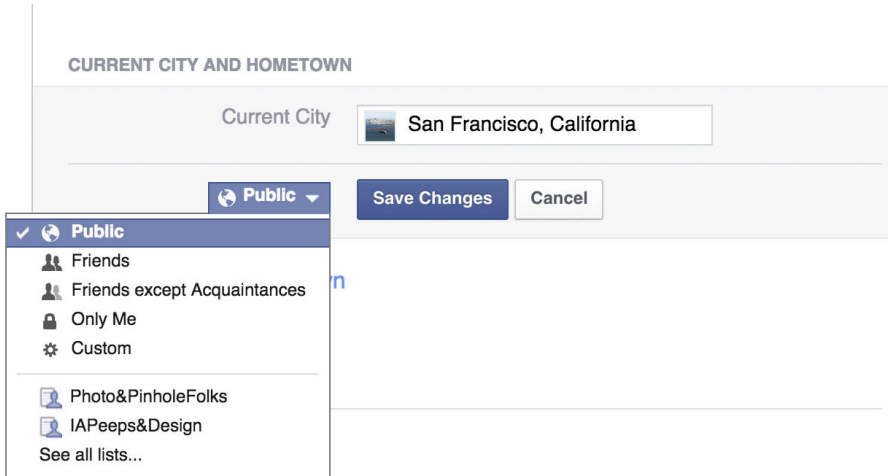 CURRENT CITY AND HOMETOWN
Current City
San Francisco, California
Public
Save Changes
Cancel
Public
Friends
Friends except Acquaintances
Only Me
Custom
Photo&PinholeFolks
IAPeeps&Design
See all lists...